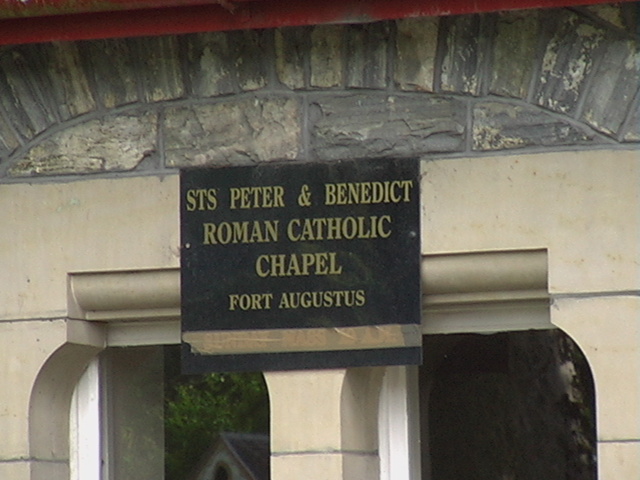 STS PETER & BENEDICT
ROMAN CATHOLIC
CHAPEL
FORT AUGUSTUS